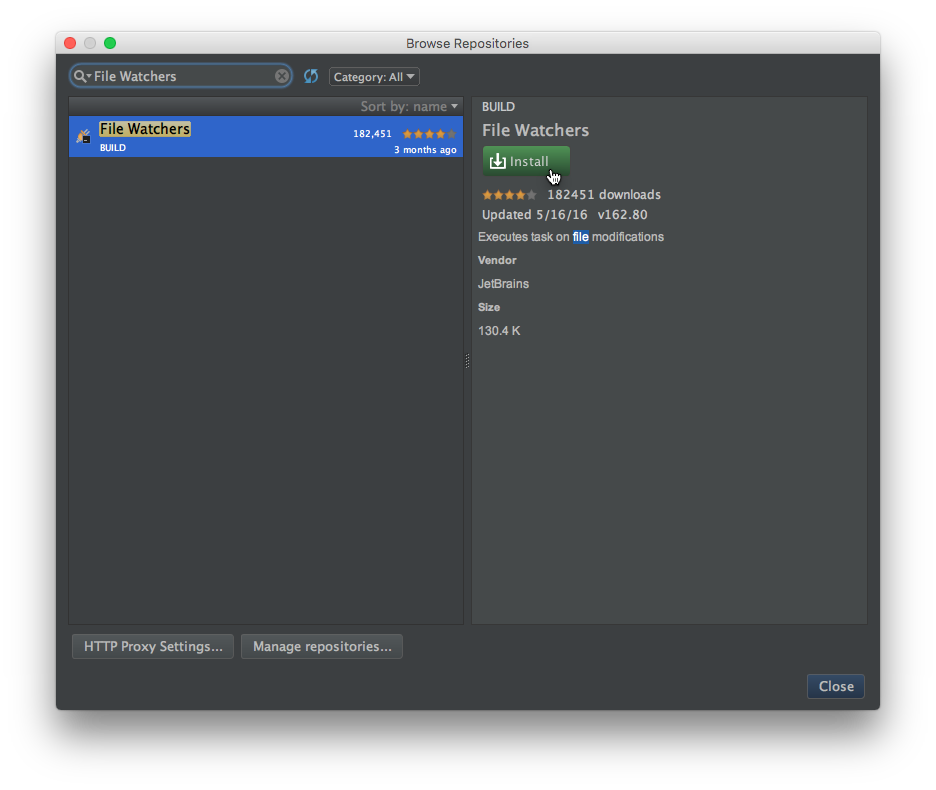 Browse Repositories
File Watchers
Category: All
Sort by: name
File Watchers
182,451
BUILD
3 months ago
BUILD
File Watchers
Install
182451 downloads
Updated 5/16/16 v162.80
Executes task on file modifications
Vendor
JetBrains
Size
130.4 K
HTTP Proxy Settings...
Manage repositories...
Close